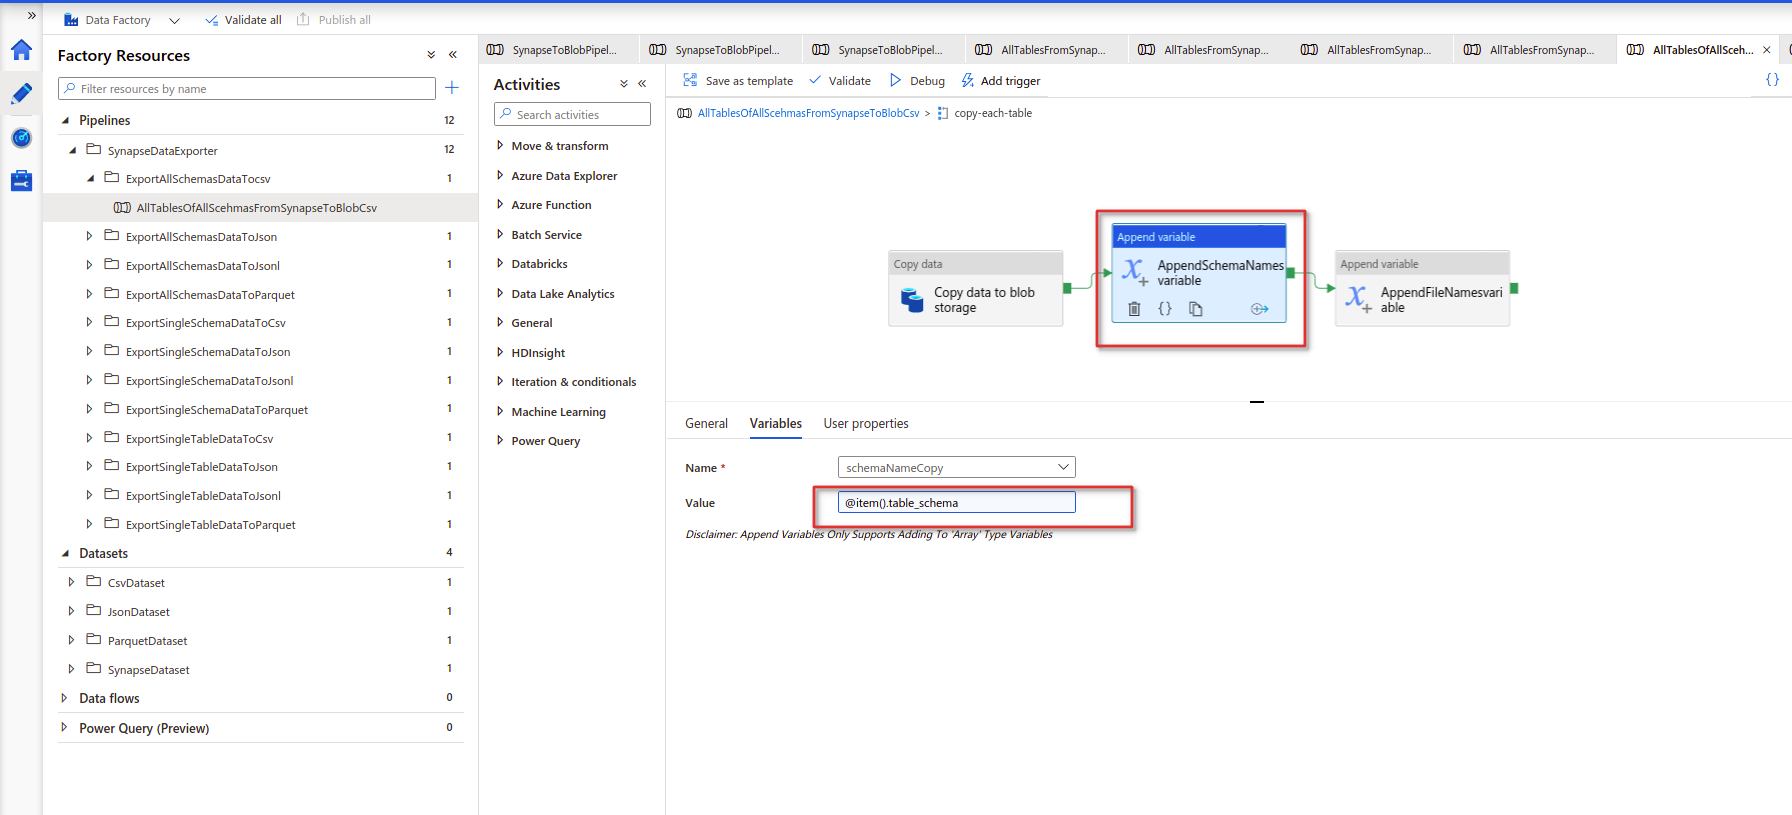 Data Factory
Validate all
Publish all
Factory Resources
Filter resources by name
Pipelines 12
SynapseDataExporter 12
ExportAllSchemasDataTocsv 1
AllTablesOfAllScehmasFromSynapseToBlobCsv
ExportAllSchemasDataToJson 1
ExportAllSchemasDataToJsonl 1
ExportAllSchemasDataToParquet 1
ExportSingleSchemaDataToCsv 1
ExportSingleSchemaDataToJson 1
ExportSingleSchemaDataToJsonl 1
ExportSingleSchemaDataToParquet 1
ExportSingleTableDataToCsv 1
ExportSingleTableDataToJson 1
ExportSingleTableDataToJsonl 1
ExportSingleTableDataToParquet 1
Datasets 4
CsvDataset 1
JsonDataset 1
ParquetDataset 1
SynapseDataset 1
Data flows 0
Power Query (Preview) 0
SynapseToBlobPipel...
SynapseToBlobPipel...
SynapseToBlobPipel...
AllTablesFromSynap...
AllTablesFromSynap...
AllTablesFromSynap...
AllTablesFromSynap...
AllTablesOfAllSceh...
Activities
Search activities
Move & transform
Azure Data Explorer
Azure Function
Batch Service
Databricks
Data Lake Analytics
General
HDInsight
Iteration & conditionals
Machine Learning
Power Query
Save as template
Validate
Debug
Add trigger
{}
AllTablesOfAllScehmasFromSynapseToBlobCsv > copy-each-table
Copy data
Copy data to blob
storage
Append variable
AppendSchemaNames
variable
{}
Append variable
AppendFileNamesvari
able
General
Variables
User properties
Name *
schemaNameCopy
Value
@item().table_schema
Disclaimer: Append Variables Only Supports Adding To 'Array' Type Variables